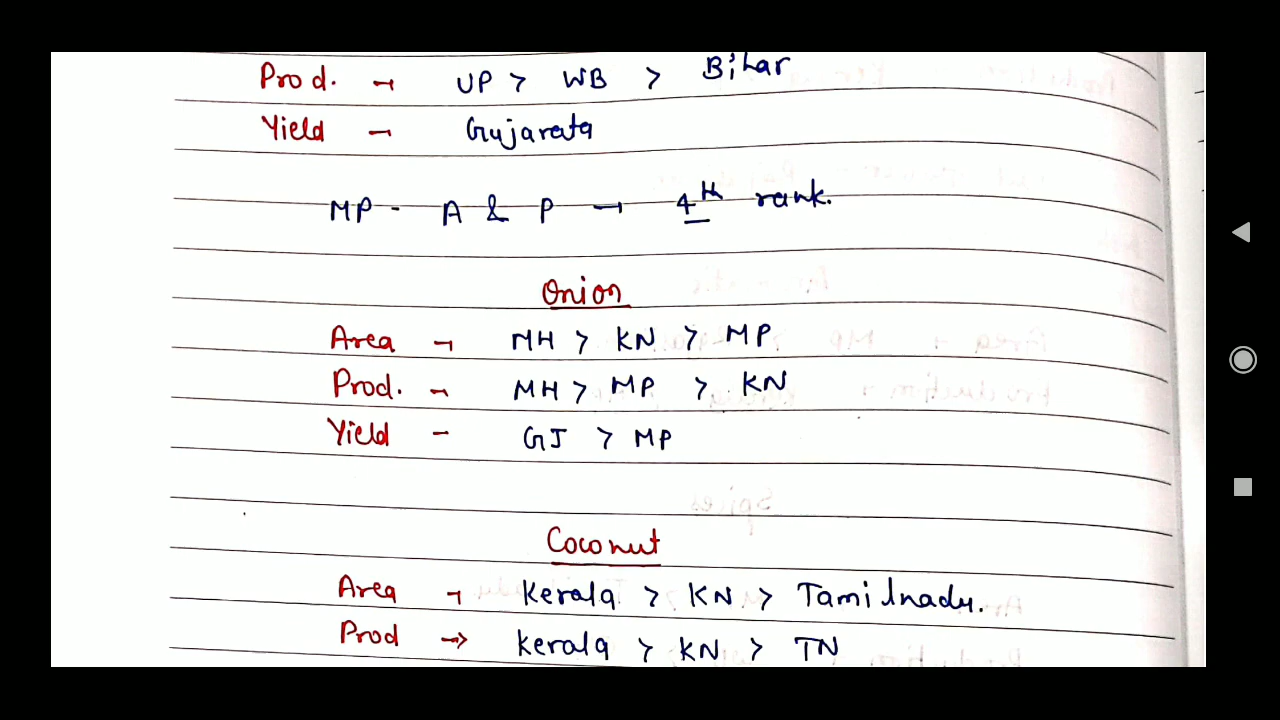 Prod. → UP > WB > Bihar
Yield → Gujarata
MP - A & P → 4th rank.
Onion
Area → MH > KN > MP
Prod. → MH > MP > KN
Yield - GJ > MP
Coconut
Area → Kerala > KN > Tamilnadu.
Prod → Kerala > KN > TN